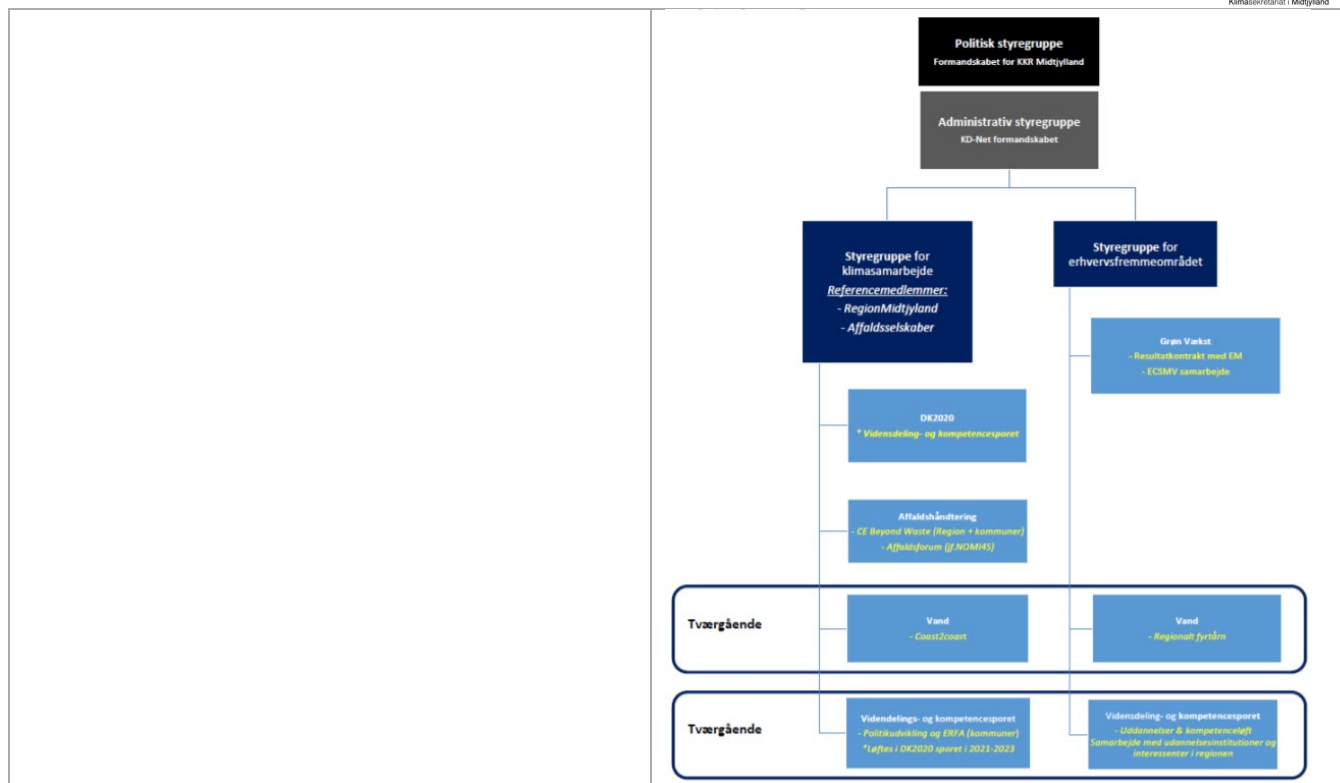 Klimasekretariat i Midtjylland
Politisk styregruppe
Formandskabet for KKR Midtjylland
Administrativ styregruppe
KD-Net formandskabet
Styregruppe for
klimasamarbejde
Referencemedlemmer:
- RegionMidtjyland
- Affaldsselskaber
Styregruppe for
erhvervsfremmeområdet
Grøn Vækst
- Resultatkontrakt med EM
- ECSMV samarbejde
DK2020
* Vidensdeling- og kompetencesporet
Affaldshåndtering
- CE Beyond Waste (Region + kommuner)
- Affaldsforum (jf.NOMI4S)
Tværgående
Vand
- Coast2coast
Vand
- Regionalt fyrtårn
Tværgående
Videndelings- og kompetencesporet
- Politikudvikling og ERFA (kommuner)
*Løftes i DK2020 sporet i 2021-2023
Vidensdeling- og kompetencesporet
- Uddannelser & kompetenceløft
Samarbejde med udannelsesinstitutioner og
interessenter i regionen